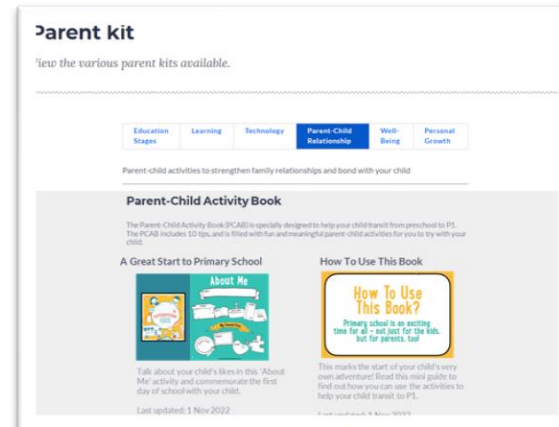 Parent kit
View the various parent kits available.
Education Stages
Learning
Technology
Parent-Child Relationship
Well-Being
Personal Growth
Parent-child activities to strengthen family relationships and bond with your child
Parent-Child Activity Book
The Parent-Child Activity Book (PCAB) is specially designed to help your child transit from preschool to P1.
The PCAB includes 10 tips, and is filled with fun and meaningful parent-child activities for you to try with your
child.
A Great Start to Primary School
About Me
Talk about your child's likes in this 'About
Me' activity and commemorate the first
day of school with your child.
Last updated: 1 Nov 2022
How To Use This Book
How To Use
This Book?
Primary school is an exciting
time for all - not just for the kids,
but for parents, too!
This marks the start of your child's very
own adventure! Read this mini guide to
find out how you can use the activities to
help your child transit to P1.
Last updated: 1 Nov 2022